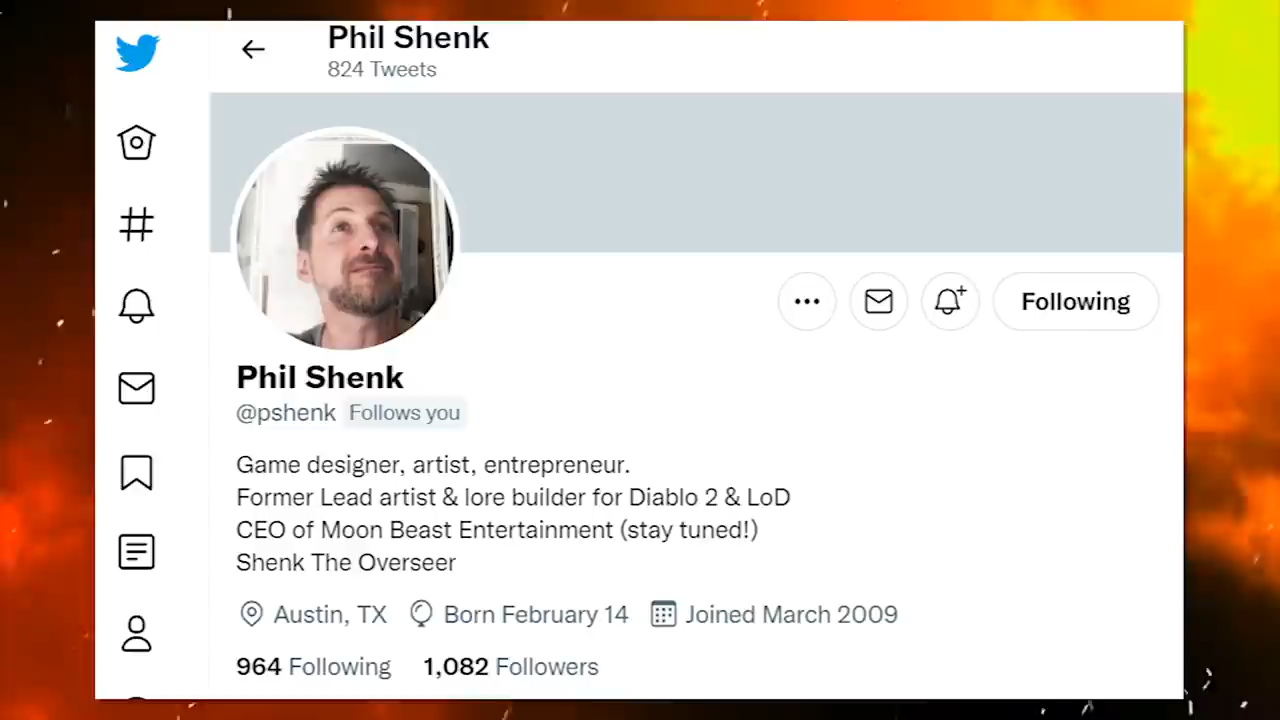 Phil Shenk
824 Tweets
Following
Phil Shenk
@pshenk Follows you
Game designer, artist, entrepreneur.
Former Lead artist & lore builder for Diablo 2 & LoD
CEO of Moon Beast Entertainment (stay tuned!)
Shenk The Overseer
Austin, TX Born February 14 Joined March 2009
964 Following 1,082 Followers